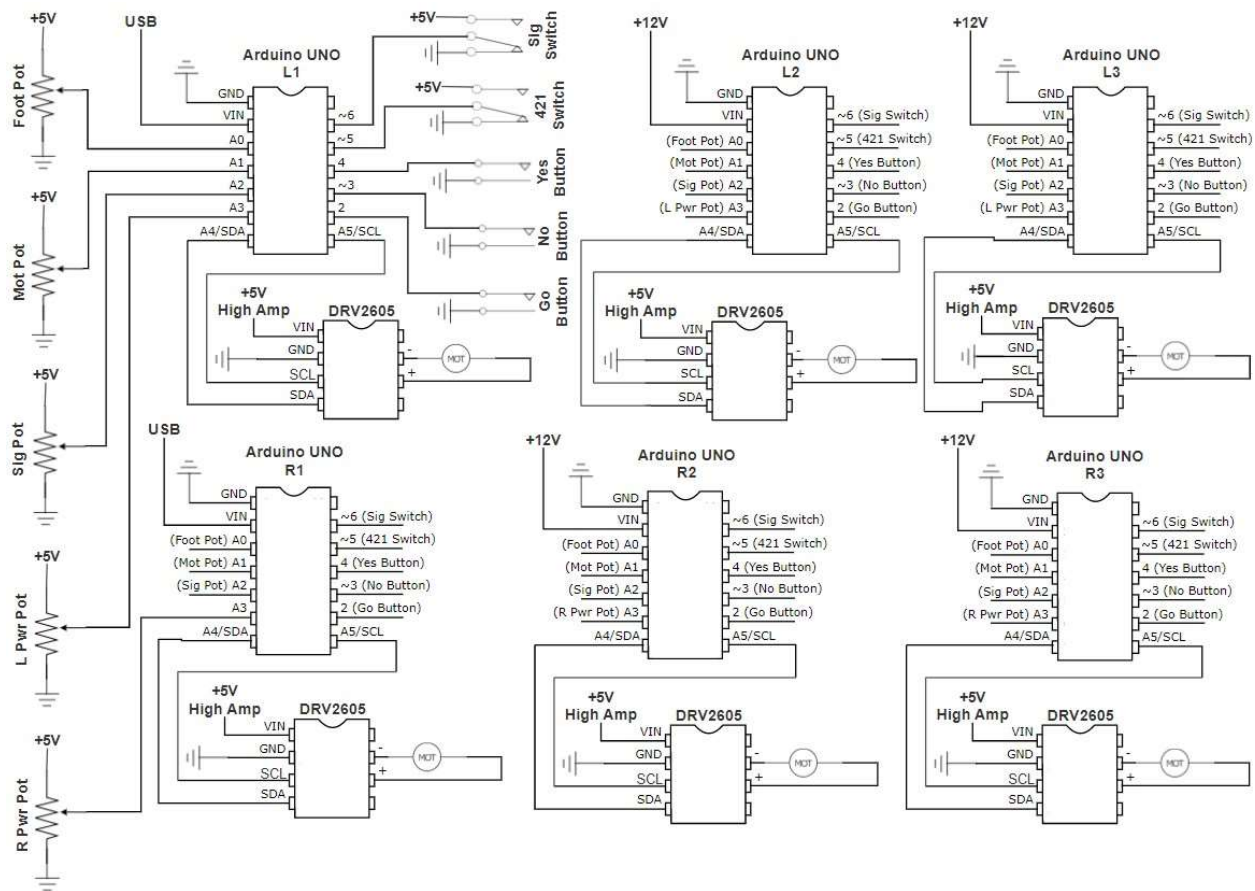 +5V
Foot Pot
+5V
Mot Pot
+5V
Sig Pot
+5V
L Pwr Pot
+5V
R Pwr Pot
USB
Arduino UNO
L1
GND
VIN
A0
A1
A2
A3
A4/SDA
~6
~5
4
~3
2
A5/SCL
+5V
Sig
Switch
+5V
421
Switch
Yes
Button
No
Button
Go
Button
+5V
High Amp
DRV2605
VIN
GND
SCL
SDA
-
+
MOT
+12V
Arduino UNO
L2
GND
VIN
(Foot Pot) A0
(Mot Pot) A1
(Sig Pot) A2
(L Pwr Pot) A3
A4/SDA
~6 (Sig Switch)
~5 (421 Switch)
4 (Yes Button)
~3 (No Button)
2 (Go Button)
A5/SCL
+5V
High Amp
DRV2605
VIN
GND
SCL
SDA
-
+
MOT
+12V
Arduino UNO
L3
GND
VIN
(Foot Pot) A0
(Mot Pot) A1
(Sig Pot) A2
(L Pwr Pot) A3
A4/SDA
~6 (Sig Switch)
~5 (421 Switch)
4 (Yes Button)
~3 (No Button)
2 (Go Button)
A5/SCL
+5V
High Amp
DRV2605
VIN
GND
SCL
SDA
-
+
MOT
USB
Arduino UNO
R1
GND
VIN
(Foot Pot) A0
(Mot Pot) A1
(Sig Pot) A2
A3
A4/SDA
~6 (Sig Switch)
~5 (421 Switch)
4 (Yes Button)
~3 (No Button)
2 (Go Button)
A5/SCL
+5V
High Amp
DRV2605
VIN
GND
SCL
SDA
-
+
MOT
+12V
Arduino UNO
R2
GND
VIN
(Foot Pot) A0
(Mot Pot) A1
(Sig Pot) A2
(R Pwr Pot) A3
A4/SDA
~6 (Sig Switch)
~5 (421 Switch)
4 (Yes Button)
~3 (No Button)
2 (Go Button)
A5/SCL
+5V
High Amp
DRV2605
VIN
GND
SCL
SDA
-
+
MOT
+12V
Arduino UNO
R3
GND
VIN
(Foot Pot) A0
(Mot Pot) A1
(Sig Pot) A2
(R Pwr Pot) A3
A4/SDA
~6 (Sig Switch)
~5 (421 Switch)
4 (Yes Button)
~3 (No Button)
2 (Go Button)
A5/SCL
+5V
High Amp
DRV2605
VIN
GND
SCL
SDA
-
+
MOT